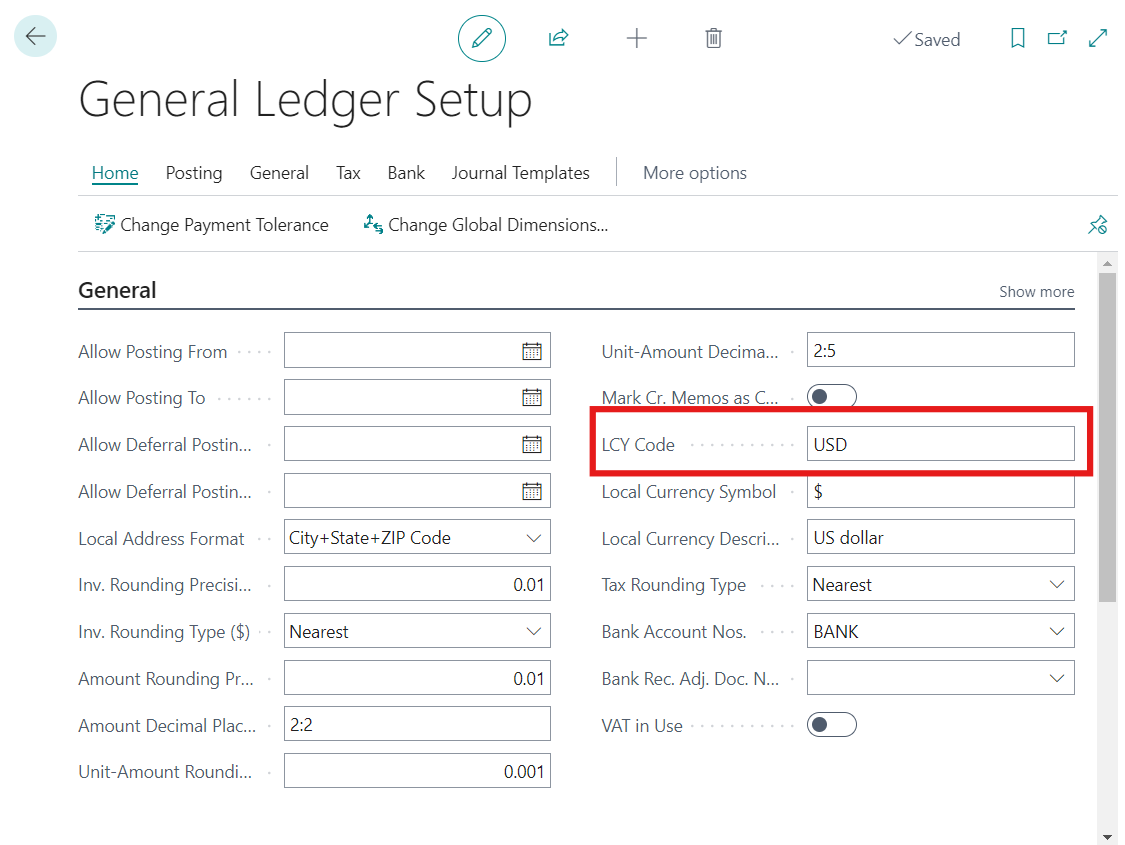 Saved
General Ledger Setup
Home Posting General Tax Bank Journal Templates More options
Change Payment Tolerance Change Global Dimensions...
General Show more
Allow Posting From
Allow Posting To
Allow Deferral Postin...
Allow Deferral Postin...
Local Address Format City+State+ZIP Code
Inv. Rounding Precisi... 0.01
Inv. Rounding Type ($) Nearest
Amount Rounding Pr... 0.01
Amount Decimal Plac... 2:2
Unit-Amount Roundi... 0.001
Unit-Amount Decima... 2:5
Mark Cr. Memos as C...
LCY Code USD
Local Currency Symbol $
Local Currency Descri... US dollar
Tax Rounding Type Nearest
Bank Account Nos. BANK
Bank Rec. Adj. Doc. N...
VAT in Use